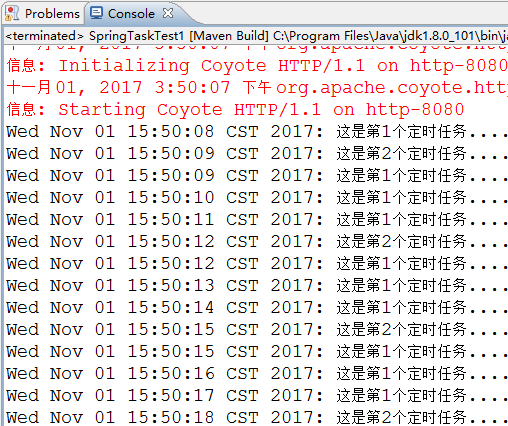 Problems Console
<terminated> SpringTaskTest1 [Maven Build] C:\Program Files\Java\jdk1.8.0_101\bin\ja
十一月01, 2017 3:50:07 下午 org.apache.coyote.http
信息: Initializing Coyote HTTP/1.1 on http-8080
十一月01, 2017 3:50:07 下午 org.apache.coyote.htt
信息: Starting Coyote HTTP/1.1 on http-8080
Wed Nov 01 15:50:08 CST 2017: 这是第1个定时任务....
Wed Nov 01 15:50:09 CST 2017: 这是第2个定时任务....
Wed Nov 01 15:50:09 CST 2017: 这是第1个定时任务....
Wed Nov 01 15:50:10 CST 2017: 这是第1个定时任务....
Wed Nov 01 15:50:11 CST 2017: 这是第1个定时任务....
Wed Nov 01 15:50:12 CST 2017: 这是第2个定时任务....
Wed Nov 01 15:50:12 CST 2017: 这是第1个定时任务....
Wed Nov 01 15:50:13 CST 2017: 这是第1个定时任务....
Wed Nov 01 15:50:14 CST 2017: 这是第1个定时任务....
Wed Nov 01 15:50:15 CST 2017: 这是第2个定时任务....
Wed Nov 01 15:50:15 CST 2017: 这是第1个定时任务....
Wed Nov 01 15:50:16 CST 2017: 这是第1个定时任务....
Wed Nov 01 15:50:17 CST 2017: 这是第1个定时任务....
Wed Nov 01 15:50:18 CST 2017: 这是第2个定时任务....